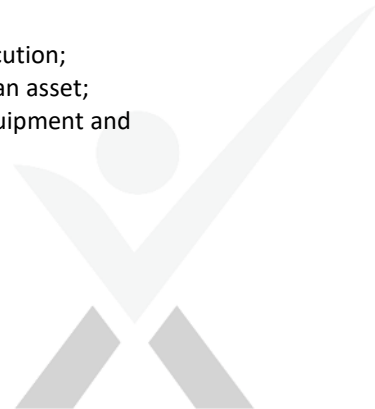 cution;
an asset;
uipment and